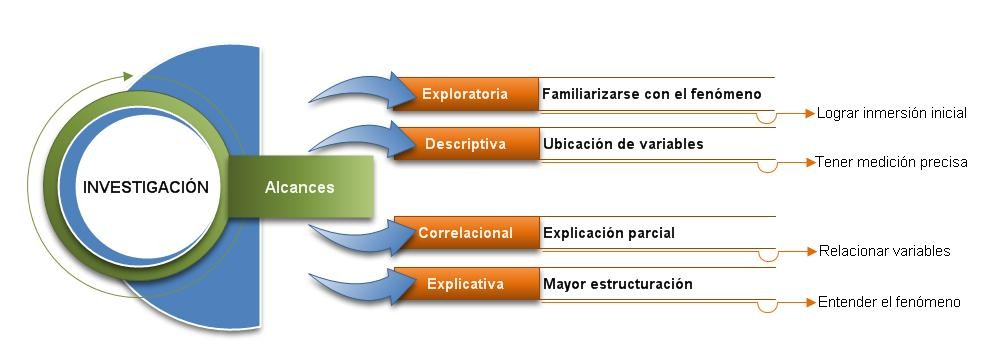 INVESTIGACIÓN
Alcances
Exploratoria
Familiarizarse con el fenómeno
Lograr inmersión inicial
Descriptiva
Ubicación de variables
Tener medición precisa
Correlacional
Explicación parcial
Relacionar variables
Explicativa
Mayor estructuración
Entender el fenómeno